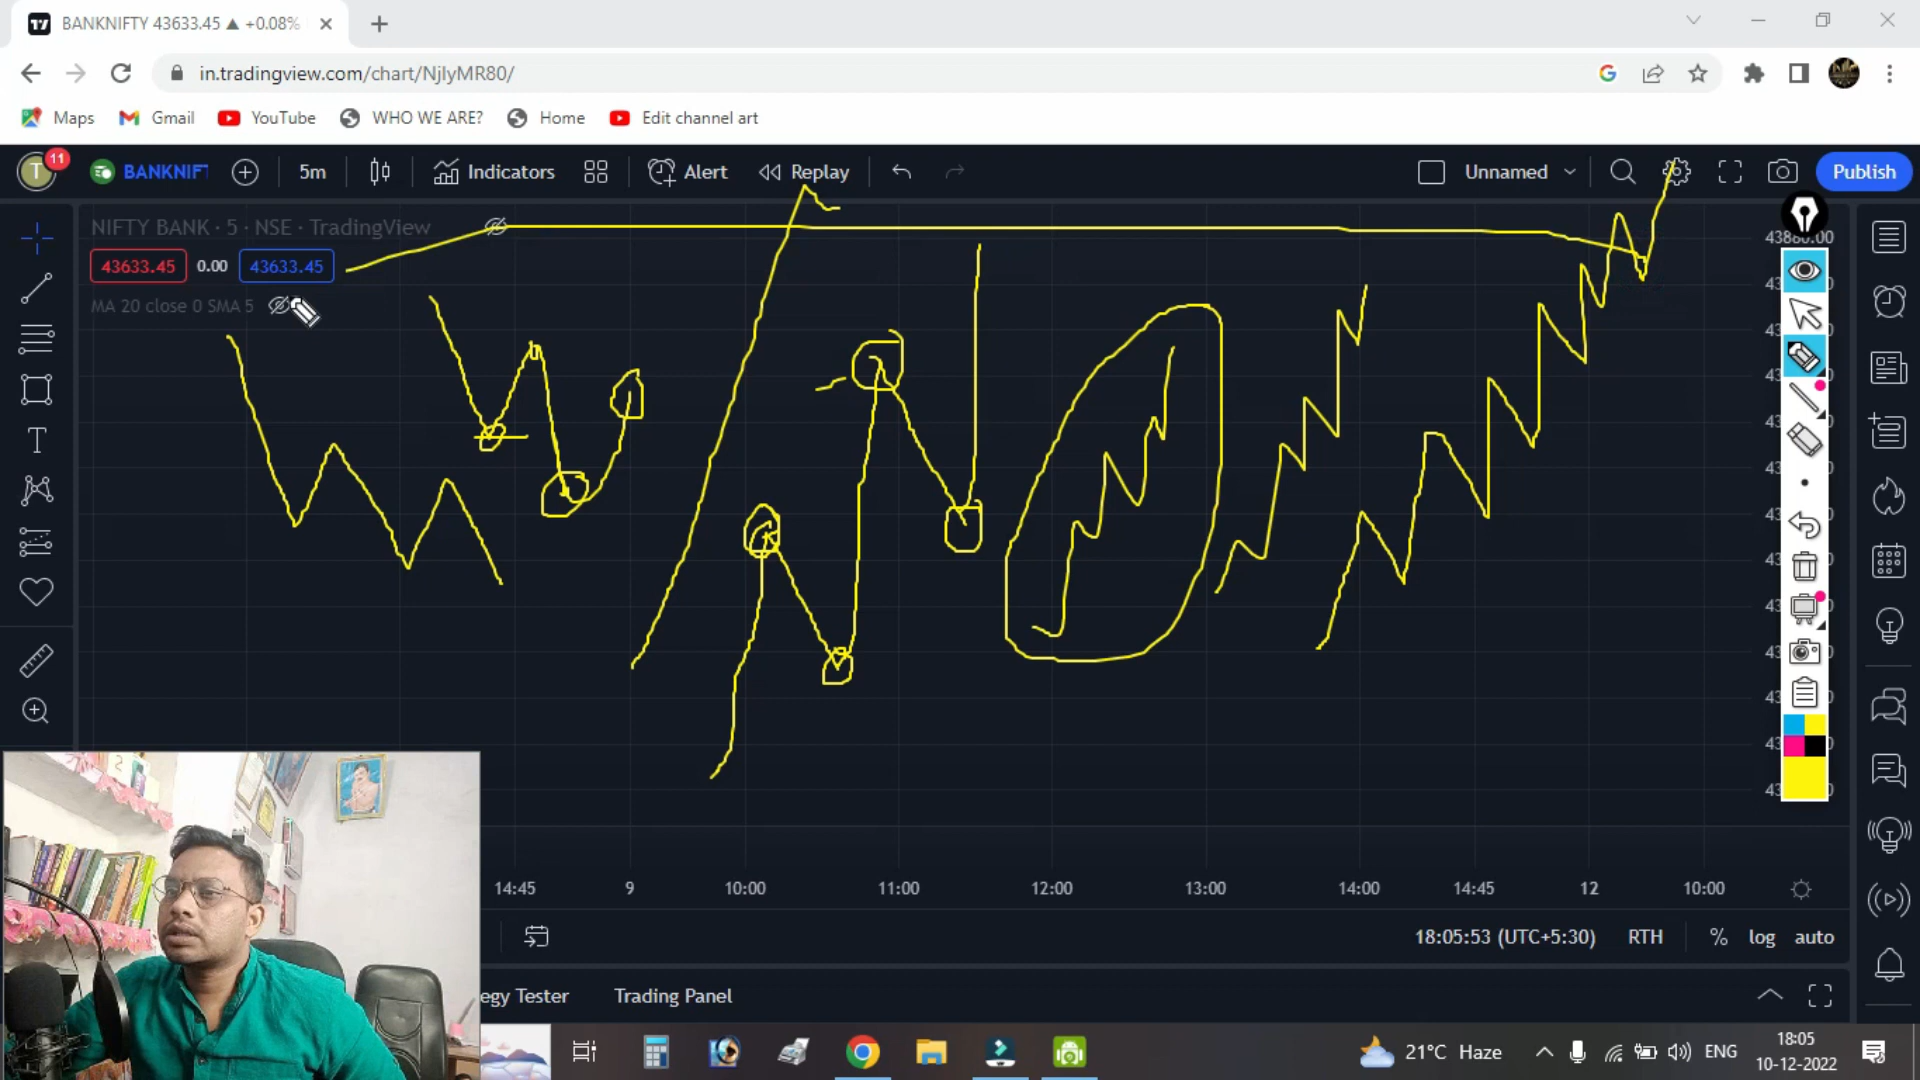 BANKNIFTY 43633.45 ▲ +0.08%
in.tradingview.com/chart/NjlyMR80/
Maps Gmail YouTube WHO WE ARE? Home Edit channel art
T 11 BANKNIFT 5m Indicators Alert Replay Unnamed Publish
NIFTY BANK · 5 · NSE · TradingView
43633.45 0.00 43633.45
MA 20 close 0 SMA 5
14:45 9 10:00 11:00 12:00 13:00 14:00 14:45 12 10:00
18:05:53 (UTC+5:30) RTH % log auto
egy Tester Trading Panel
21°C Haze ENG 18:05
10-12-2022